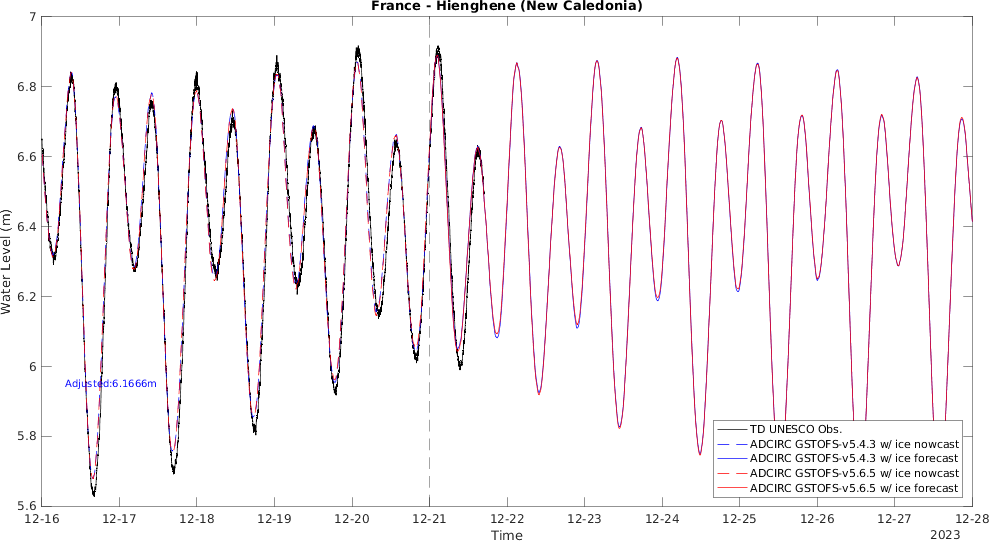 France - Hienghene (New Caledonia)
7
6.8
6.6
6.4
6.2
6
5.8
5.6
Water Level (m)
Adjusted:6.1666m
TD UNESCO Obs.
ADCIRC GSTOFS-v5.4.3 w/ ice nowcast
ADCIRC GSTOFS-v5.4.3 w/ ice forecast
ADCIRC GSTOFS-v5.6.5 w/ ice nowcast
ADCIRC GSTOFS-v5.6.5 w/ ice forecast
12-16 12-17 12-18 12-19 12-20 12-21 12-22 12-23 12-24 12-25 12-26 12-27 12-28
Time
2023